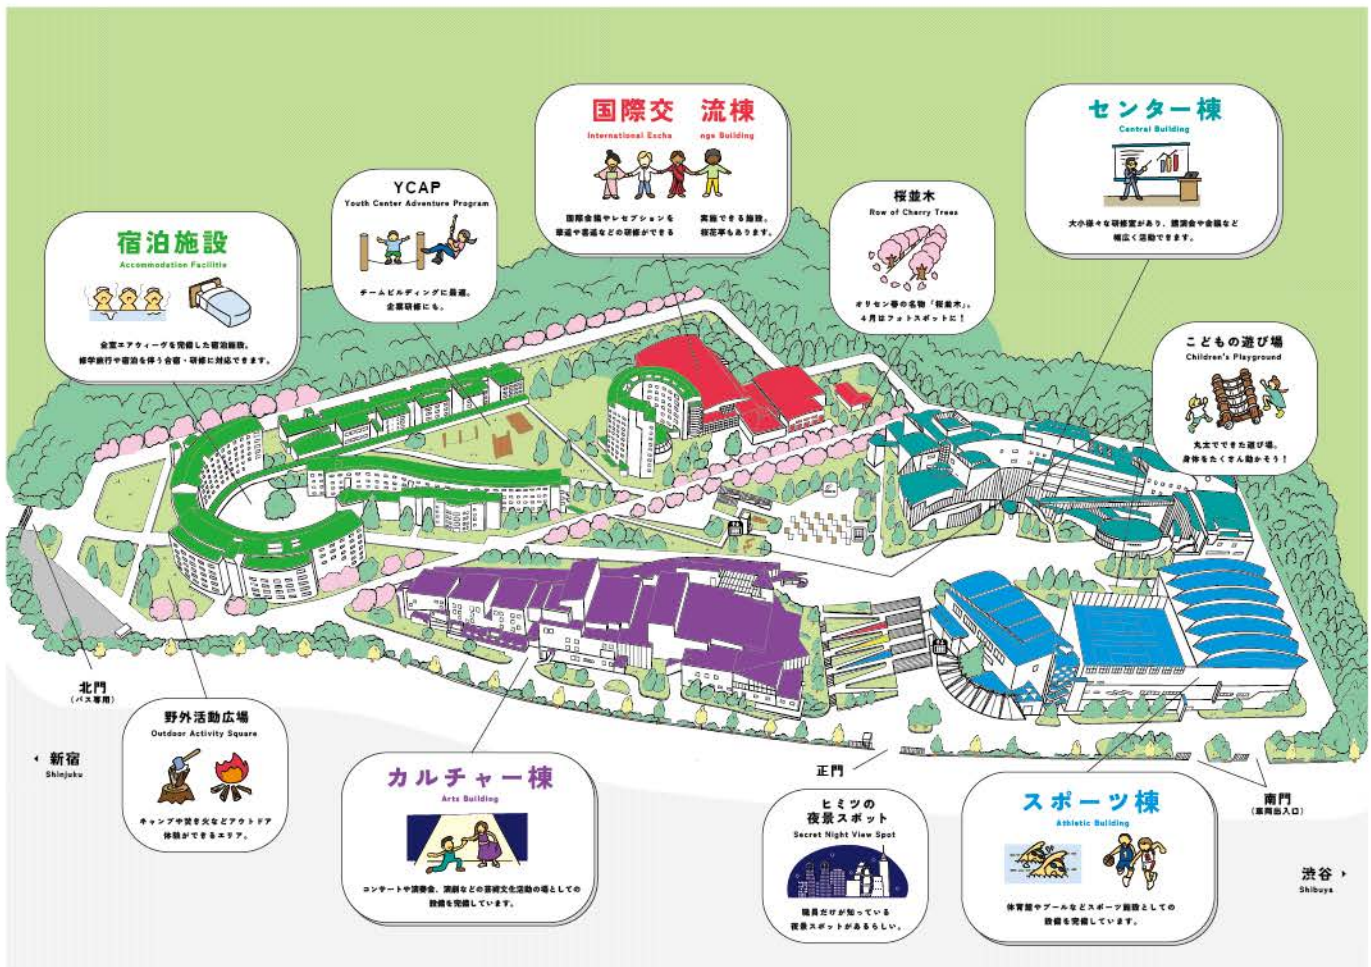 国際交 流棟
International Excha nge Building
国際会議やレセプションを 実施できる施設。
華道や書道などの研修ができる 桜花亭もあります。
センター棟
Central Building
大小様々な研修室があり、講演会や会議など
幅広く活動できます。
YCAP
Youth Center Adventure Program
チームビルディングに最適。
企業研修にも。
桜並木
Row of Cherry Trees
オリセン春の名物「桜並木」。
4月はフォトスポットに！
宿泊施設
Accommodation Facilitie
全室エアウィーヴを完備した宿泊施設。
修学旅行や宿泊を伴う合宿・研修に対応できます。
こどもの遊び場
Children's Playground
丸太でできた遊び場。
身体をたくさん動かそう！
北門
（バス専用）
新宿
Shinjuku
野外活動広場
Outdoor Activity Square
キャンプや焚き火などアウトドア
体験ができるエリア。
カルチャー棟
Arts Building
コンサートや演奏会、演劇などの芸術文化活動の場としての
設備を完備しています。
正門
ヒミツの
夜景スポット
Secret Night View Spot
職員だけが知っている
夜景スポットがあるらしい。
スポーツ棟
Athletic Building
体育館やプールなどスポーツ施設としての
設備を完備しています。
南門
（車両出入口）
渋谷
Shibuya